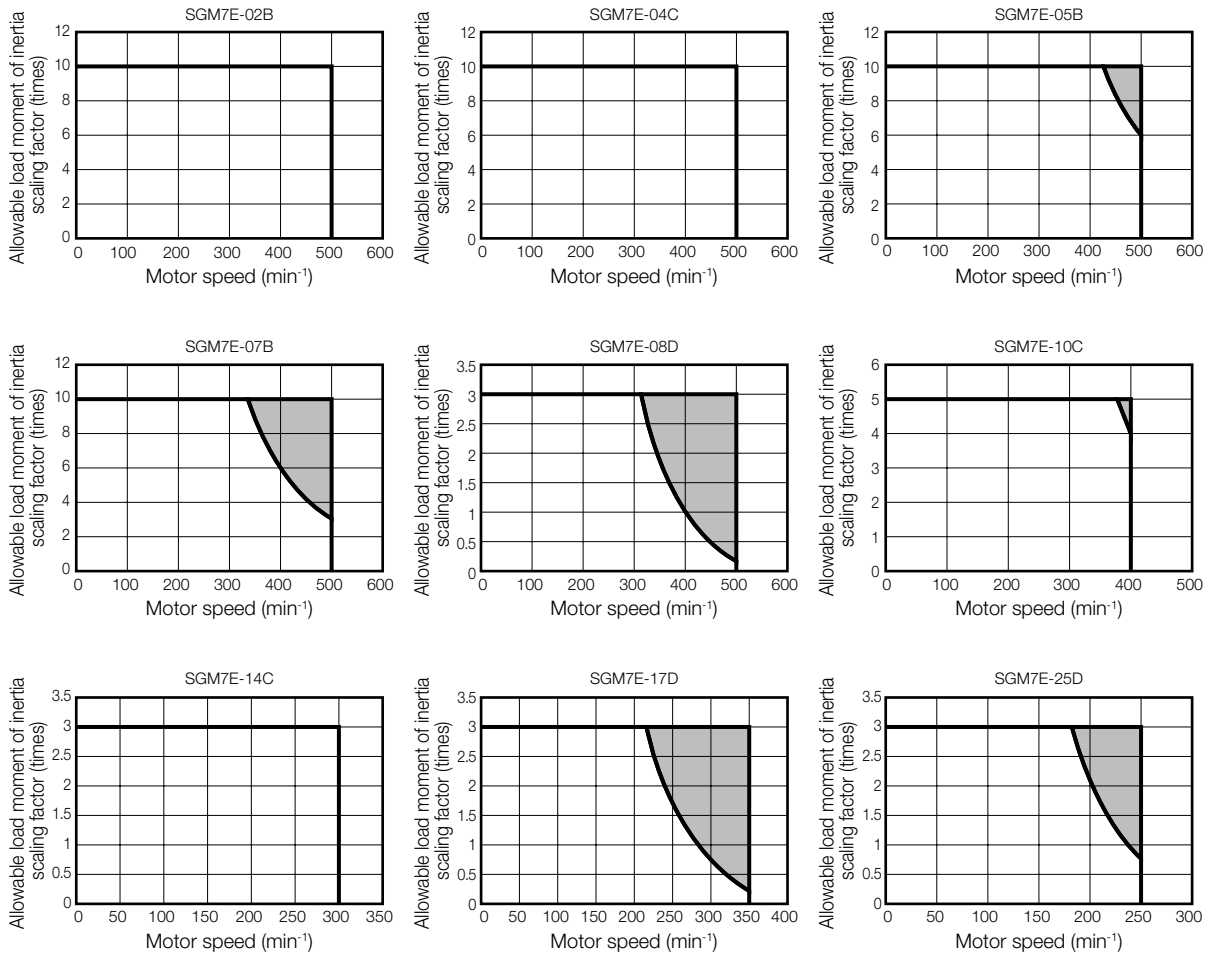 SGM7E-02B
Allowable load moment of inertia
scaling factor (times)
12
10
8
6
4
2
0
0 100 200 300 400 500 600
Motor speed (min-1)
SGM7E-04C
Allowable load moment of inertia
scaling factor (times)
12
10
8
6
4
2
0
0 100 200 300 400 500 600
Motor speed (min-1)
SGM7E-05B
Allowable load moment of inertia
scaling factor (times)
12
10
8
6
4
2
0
0 100 200 300 400 500 600
Motor speed (min-1)
SGM7E-07B
Allowable load moment of inertia
scaling factor (times)
12
10
8
6
4
2
0
0 100 200 300 400 500 600
Motor speed (min-1)
SGM7E-08D
Allowable load moment of inertia
scaling factor (times)
3.5
3
2.5
2
1.5
1
0.5
0
0 100 200 300 400 500 600
Motor speed (min-1)
SGM7E-10C
Allowable load moment of inertia
scaling factor (times)
6
5
4
3
2
1
0
0 100 200 300 400 500
Motor speed (min-1)
SGM7E-14C
Allowable load moment of inertia
scaling factor (times)
3.5
3
2.5
2
1.5
1
0.5
0
0 50 100 150 200 250 300 350
Motor speed (min-1)
SGM7E-17D
Allowable load moment of inertia
scaling factor (times)
3.5
3
2.5
2
1.5
1
0.5
0
0 50 100 150 200 250 300 350 400
Motor speed (min-1)
SGM7E-25D
Allowable load moment of inertia
scaling factor (times)
3.5
3
2.5
2
1.5
1
0.5
0
0 50 100 150 200 250 300
Motor speed (min-1)